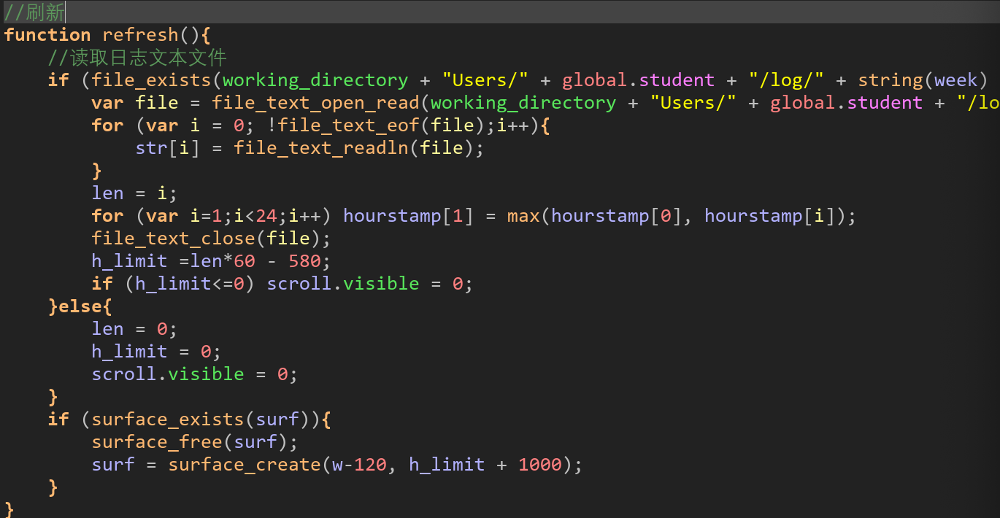 //刷新
function refresh(){
    //读取日志文本文件
    if (file_exists(working_directory + "Users/" + global.student + "/log/" + string(week)
        var file = file_text_open_read(working_directory + "Users/" + global.student + "/lo
        for (var i = 0; !file_text_eof(file);i++){
            str[i] = file_text_readln(file);
        }
        len = i;
        for (var i=1;i<24;i++) hourstamp[1] = max(hourstamp[0], hourstamp[i]);
        file_text_close(file);
        h_limit =len*60 - 580;
        if (h_limit<=0) scroll.visible = 0;
    }else{
        len = 0;
        h_limit = 0;
        scroll.visible = 0;
    }
    if (surface_exists(surf)){
        surface_free(surf);
        surf = surface_create(w-120, h_limit + 1000);
    }
}